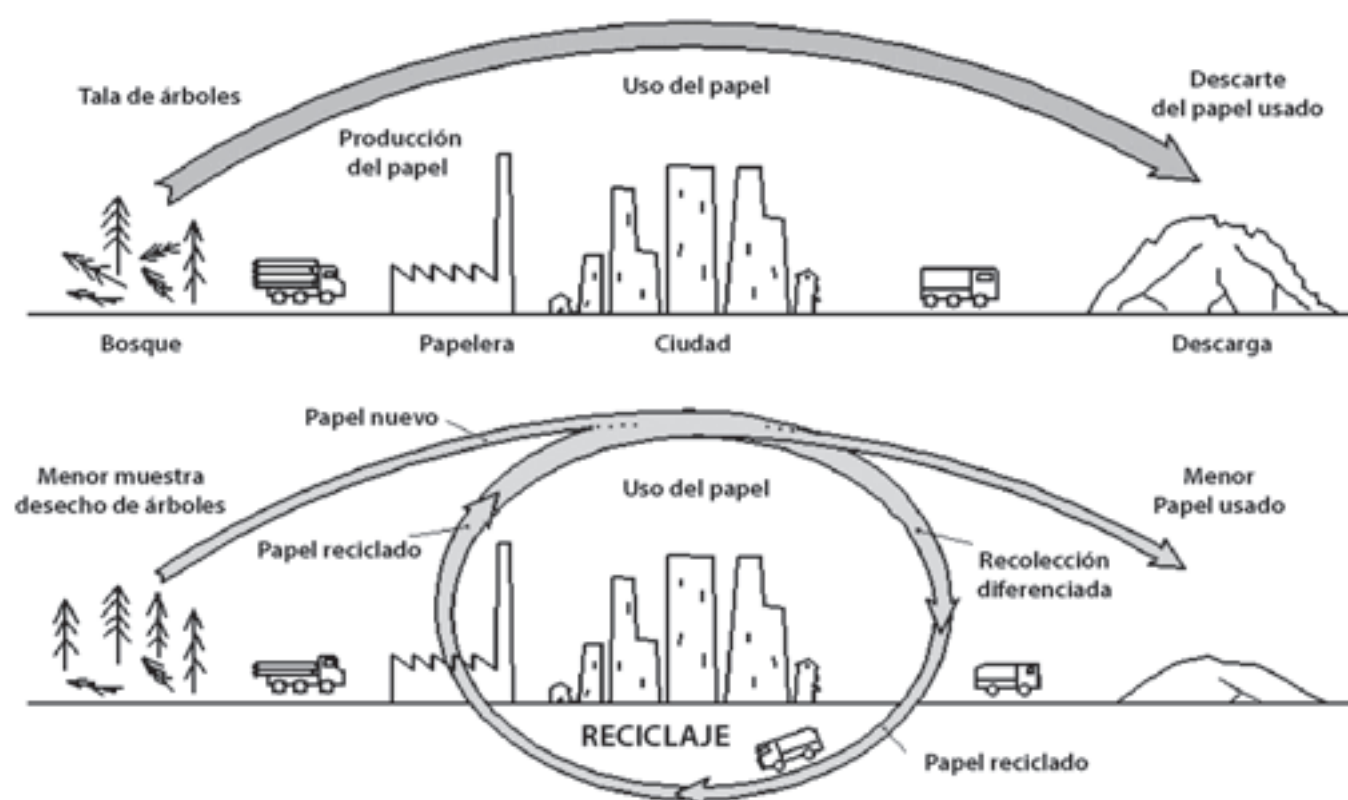 Tala de árboles
Uso del papel
Descarte
del papel usado
Producción
del papel
Bosque
Papelera
Ciudad
Descarga
Papel nuevo
Menor muestra
desecho de árboles
Uso del papel
Menor
Papel usado
Papel reciclado
Recolección
diferenciada
RECICLAJE
Papel reciclado